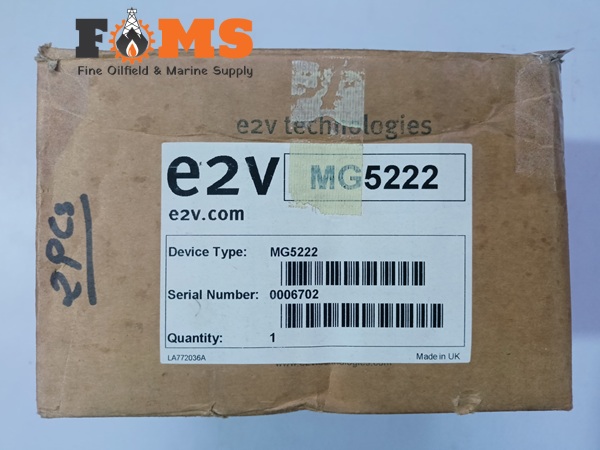 FOMS
Fine Oilfield & Marine Supply
e2v technologies
e2v MG5222
e2v.com
Device Type: MG5222
Serial Number: 0006702
Quantity: 1
LA772036A Made in UK
2PCs